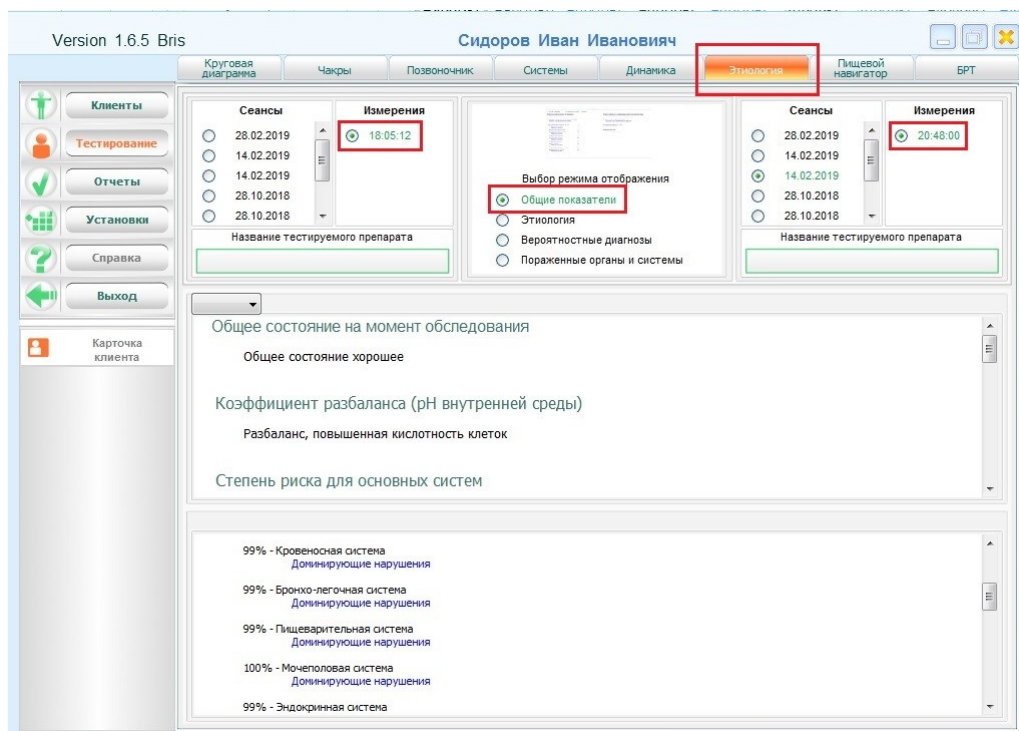 Version 1.6.5 Bris
Сидоров Иван Ивановияч
Круговая диаграмма
Чакры
Позвоночник
Системы
Динамика
Этиология
Пищевой навигатор
БРТ
Клиенты
Тестирование
Отчеты
Установки
Справка
Выход
Карточка клиента
Сеансы
Измерения
28.02.2019
14.02.2019
14.02.2019
28.10.2018
28.10.2018
18:05:12
Название тестируемого препарата
Выбор режима отображения
Общие показатели
Этиология
Вероятностные диагнозы
Пораженные органы и системы
Сеансы
Измерения
28.02.2019
14.02.2019
14.02.2019
28.10.2018
28.10.2018
20:48:00
Название тестируемого препарата
Общее состояние на момент обследования
Общее состояние хорошее
Коэффициент разбаланса (pH внутренней среды)
Разбаланс, повышенная кислотность клеток
Степень риска для основных систем
99% - Кровеносная система
Доминирующие нарушения
99% - Бронхо-легочная система
Доминирующие нарушения
99% - Пищеварительная система
Доминирующие нарушения
100% - Мочеполовая система
Доминирующие нарушения
99% - Эндокринная система